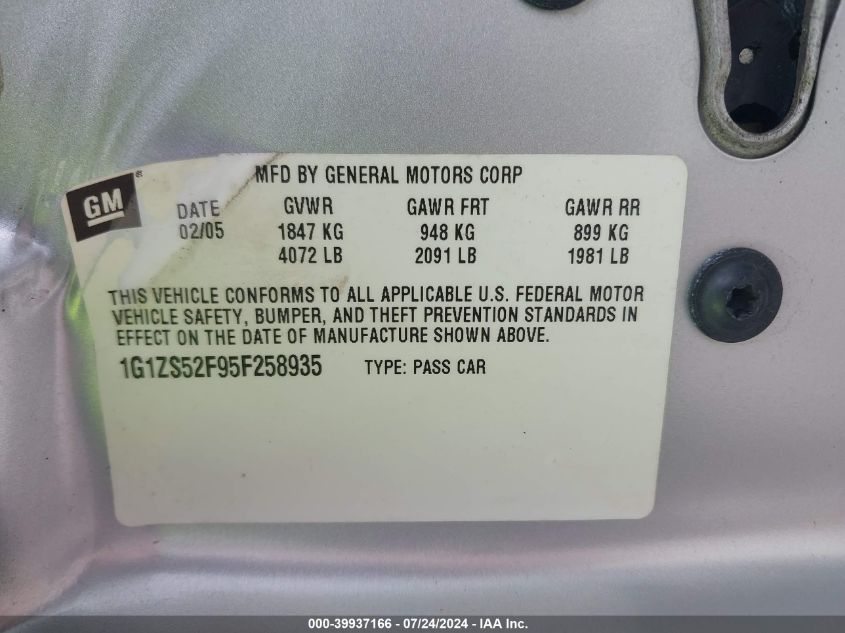 MFD BY GENERAL MOTORS CORP
GM ®
DATE GVWR GAWR FRT GAWR RR
02/05 1847 KG 948 KG 899 KG
4072 LB 2091 LB 1981 LB
THIS VEHICLE CONFORMS TO ALL APPLICABLE U.S. FEDERAL MOTOR
VEHICLE SAFETY, BUMPER, AND THEFT PREVENTION STANDARDS IN
EFFECT ON THE DATE OF MANUFACTURE SHOWN ABOVE.
1G1ZS52F95F258935 TYPE: PASS CAR
000-39937166 - 07/24/2024 - IAA Inc.